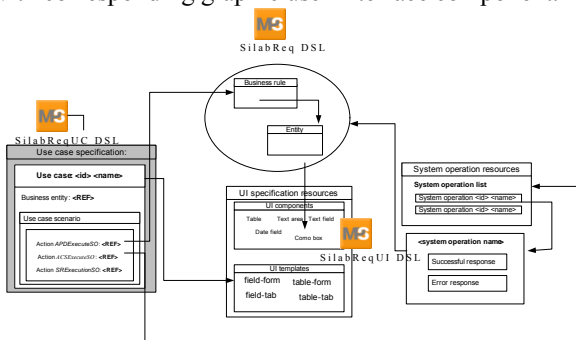 MPS
SilabReq DSL
Business rule
Entity
MPS
SilabReqUC DSL
Use case specification:
Use case: <id> <name>
Business entity: <REF>
Use case scenario
Action APDExecuteSO: <REF>
Action ACSExecuteSO: <REF>
Action SRExecutionSO: <REF>
UI specification resources
UI components
Table Text area Text field
Date field
Como box
MPS
SilabReqUI DSL
UI templates
field-form table-form
field-tab table-tab
System operation resources
System operation list
System operation <id> <name>
System operation <id> <name>
<system operation name>
Successful response
Error response